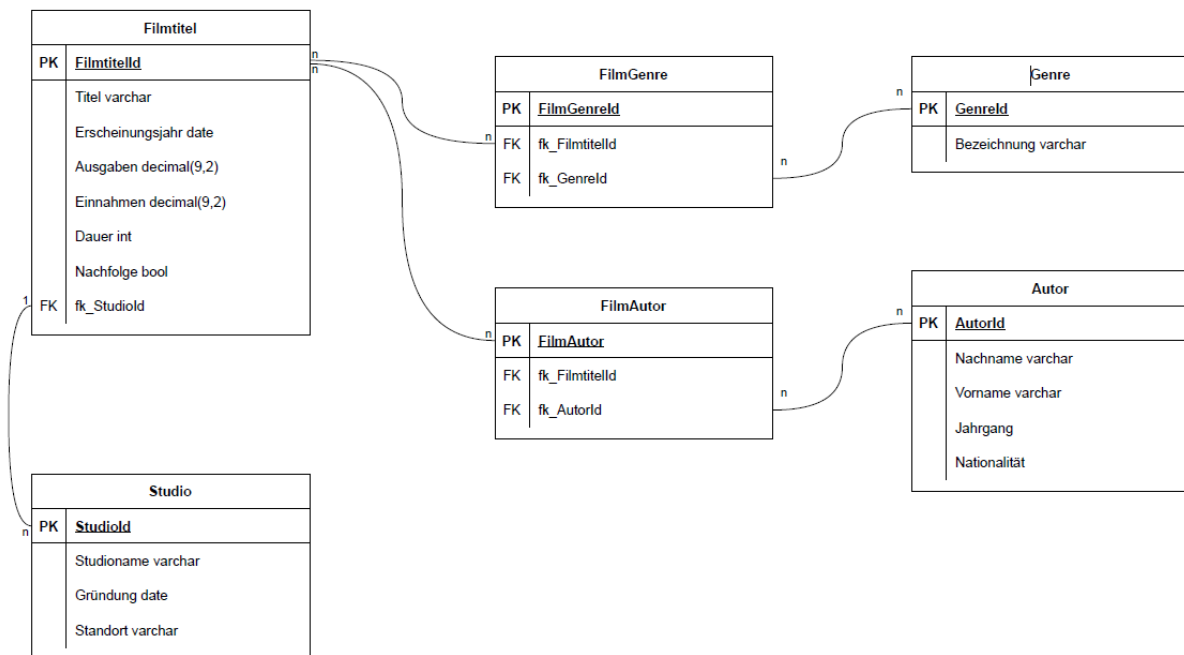 Filmtitel
PK FilmtitelId
Titel varchar
Erscheinungsjahr date
Ausgaben decimal(9,2)
Einnahmen decimal(9,2)
Dauer int
Nachfolge bool
FK fk_StudioId
1
n
n
n
FilmGenre
PK FilmGenreId
n FK fk_FilmtitelId
FK fk_GenreId
n
n
Genre
PK GenreId
Bezeichnung varchar
FilmAutor
n PK FilmAutor
FK fk_FilmtitelId
FK fk_AutorId
n
n
Autor
PK AutorId
Nachname varchar
Vorname varchar
Jahrgang
Nationalität
Studio
PK StudioId
Studioname varchar
Gründung date
Standort varchar